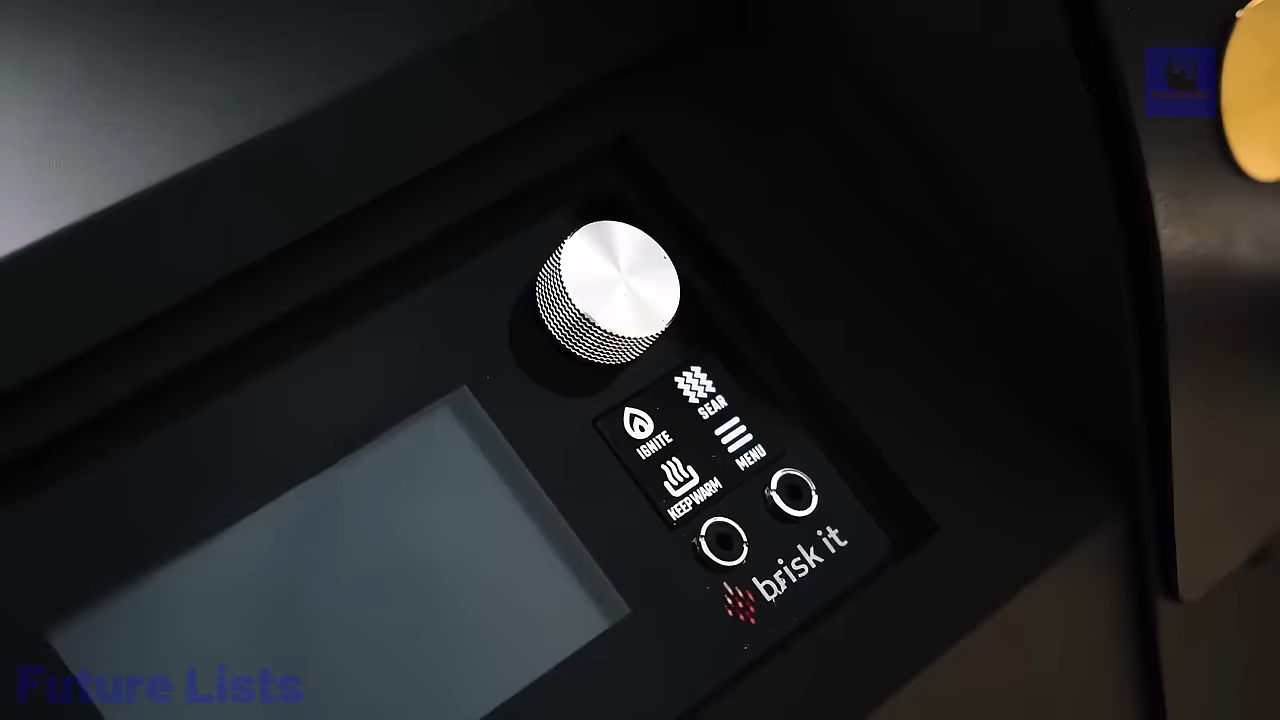 SEAR
IGNITE
MENU
KEEP WARM
brisk it
Future Lists